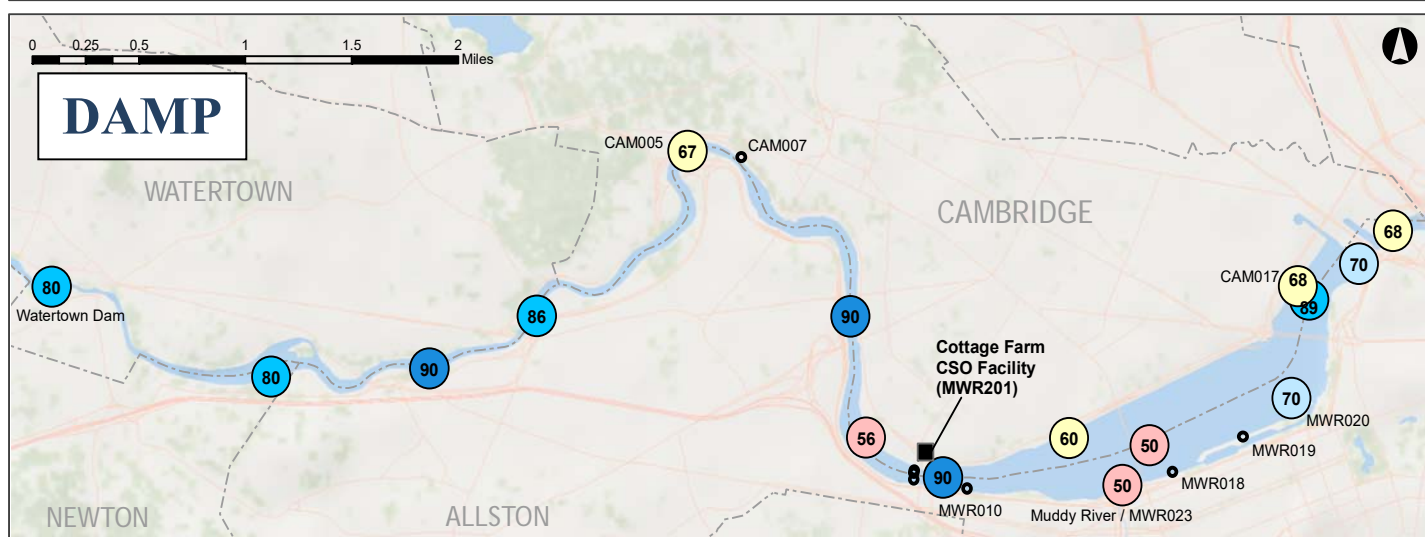 0 0.25 0.5 1 1.5 2
Miles
DAMP
CAM005
67
CAM007
WATERTOWN
CAMBRIDGE
68
70
CAM017
68
89
80
Watertown Dam
86
90
90
80
Cottage Farm
CSO Facility
(MWR201)
70
MWR020
56
60
50
MWR019
90
50
MWR018
MWR010
Muddy River / MWR023
NEWTON
ALLSTON